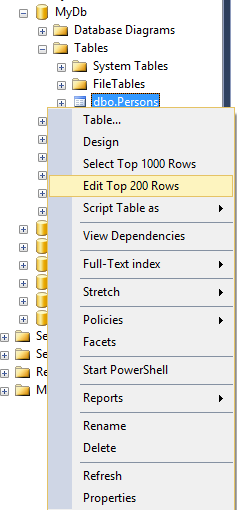 MyDb
Database Diagrams
Tables
System Tables
FileTables
dbo.Persons
Table...
Design
Select Top 1000 Rows
Edit Top 200 Rows
Script Table as
View Dependencies
Full-Text index
Stretch
Policies
Facets
Start PowerShell
Reports
Rename
Delete
Refresh
Properties
Se
Se
Re
M